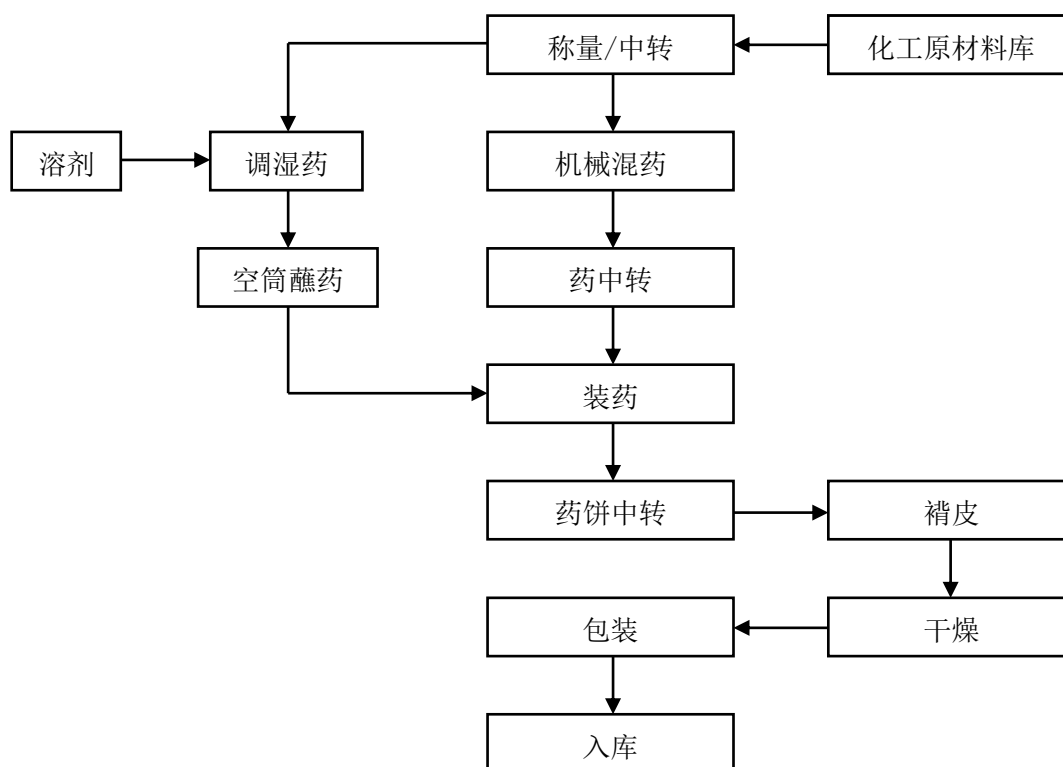 称量/中转
化工原材料库
溶剂
调湿药
机械混药
空筒蘸药
药中转
装药
药饼中转
褙皮
包装
干燥
入库